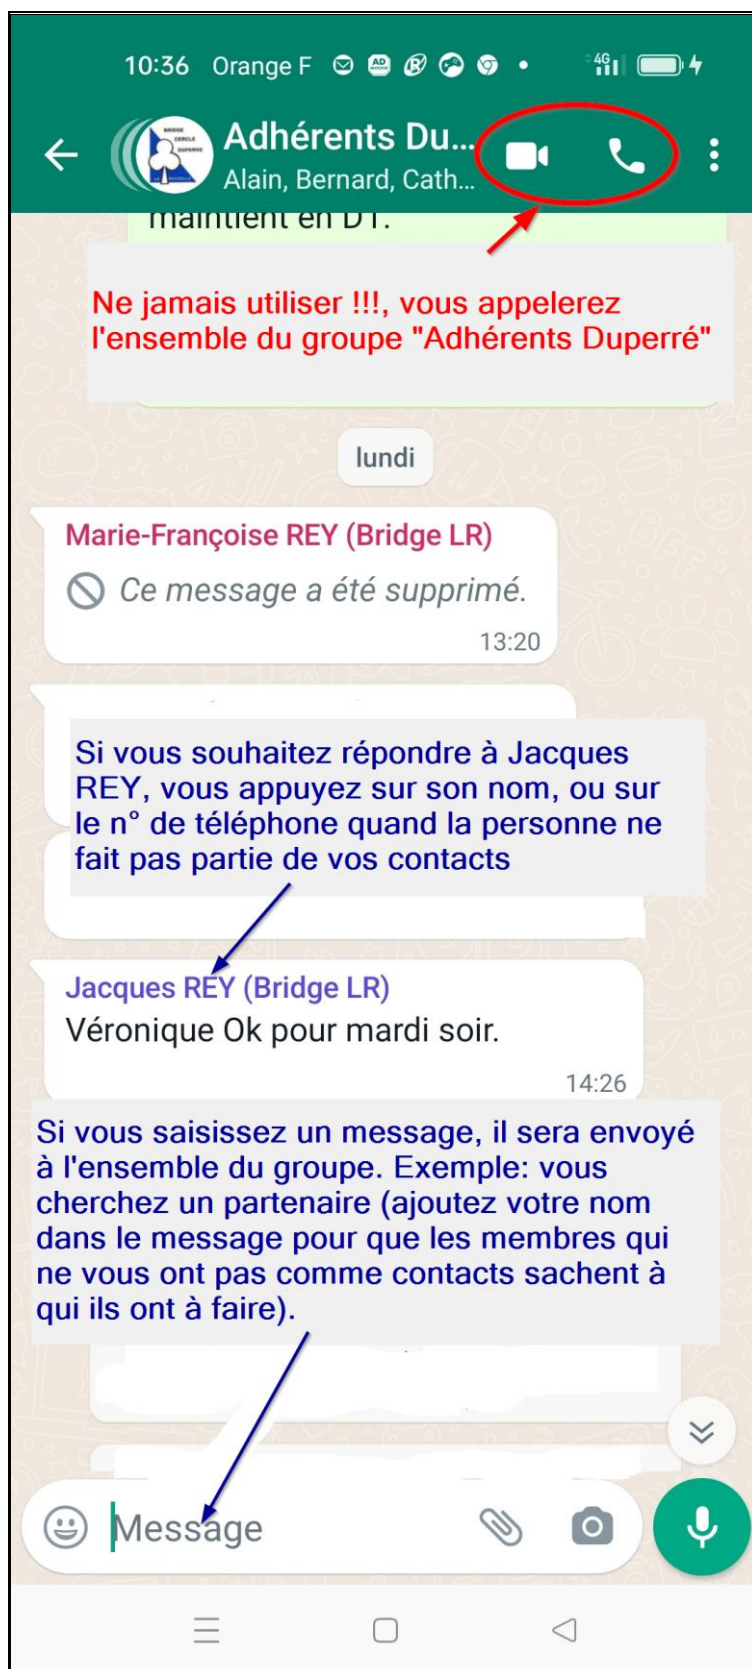 10:36 Orange F 4G
Adhérents Du...
Alain, Bernard, Cath...
BRIDGE
CERCLE
DUPERRE
maintient en DT.
Ne jamais utiliser !!!, vous appelerez
l'ensemble du groupe "Adhérents Duperré"
lundi
Marie-Françoise REY (Bridge LR)
Ce message a été supprimé.
13:20
Si vous souhaitez répondre à Jacques
REY, vous appuyez sur son nom, ou sur
le n° de téléphone quand la personne ne
fait pas partie de vos contacts
Jacques REY (Bridge LR)
Véronique Ok pour mardi soir.
14:26
Si vous saisissez un message, il sera envoyé
à l'ensemble du groupe. Exemple: vous
cherchez un partenaire (ajoutez votre nom
dans le message pour que les membres qui
ne vous ont pas comme contacts sachent à
qui ils ont à faire).
Message